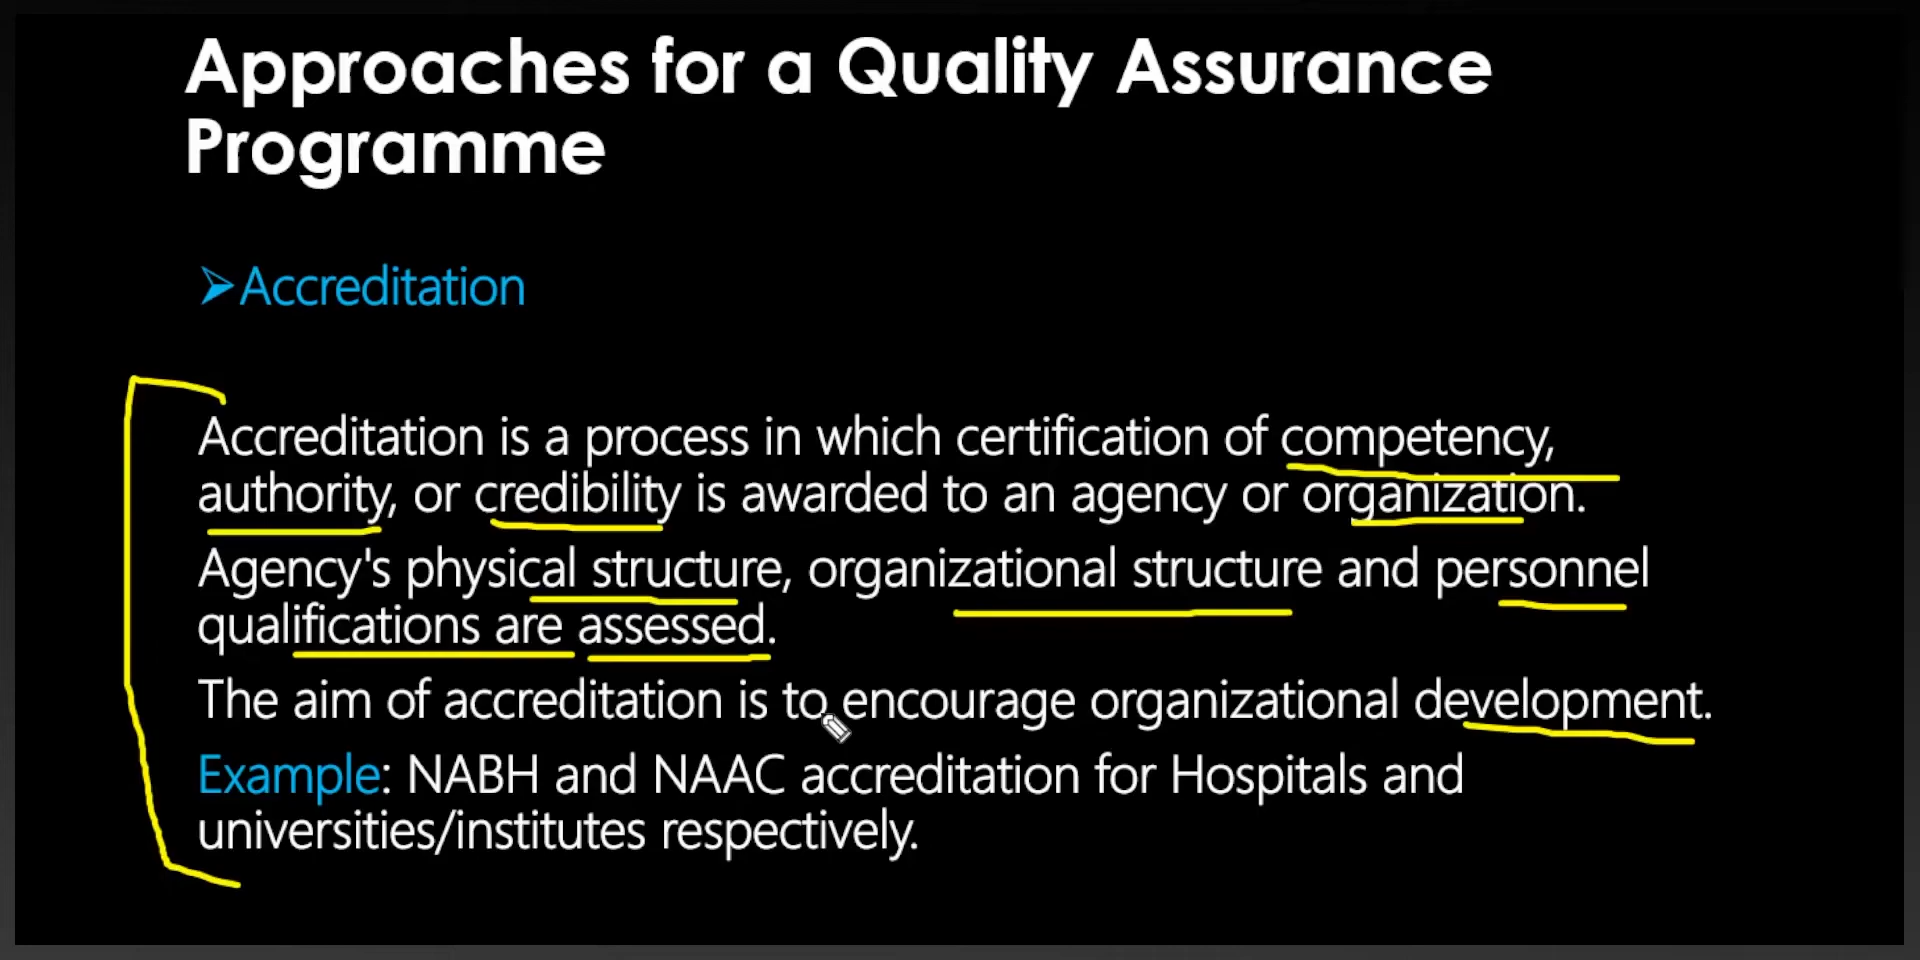 Approaches for a Quality Assurance
Programme
➤Accreditation
Accreditation is a process in which certification of competency,
authority, or credibility is awarded to an agency or organization.
Agency's physical structure, organizational structure and personnel
qualifications are assessed.
The aim of accreditation is to encourage organizational development.
Example: NABH and NAAC accreditation for Hospitals and
universities/institutes respectively.